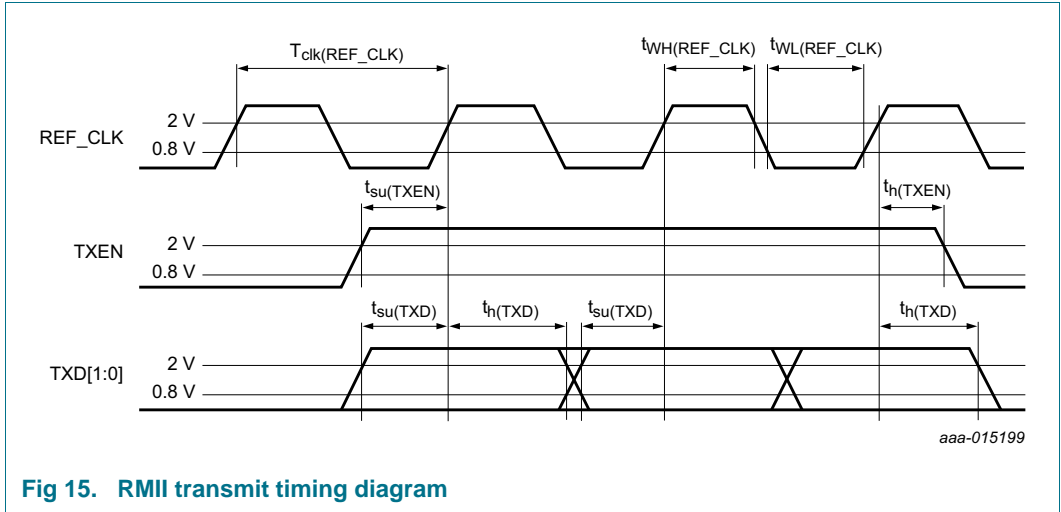 Tclk(REF_CLK)
tWH(REF_CLK)
tWL(REF_CLK)
REF_CLK
2 V
0.8 V
tsu(TXEN)
th(TXEN)
TXEN
2 V
0.8 V
tsu(TXD)
th(TXD)
tsu(TXD)
th(TXD)
TXD[1:0]
2 V
0.8 V
aaa-015199
Fig 15. RMII transmit timing diagram